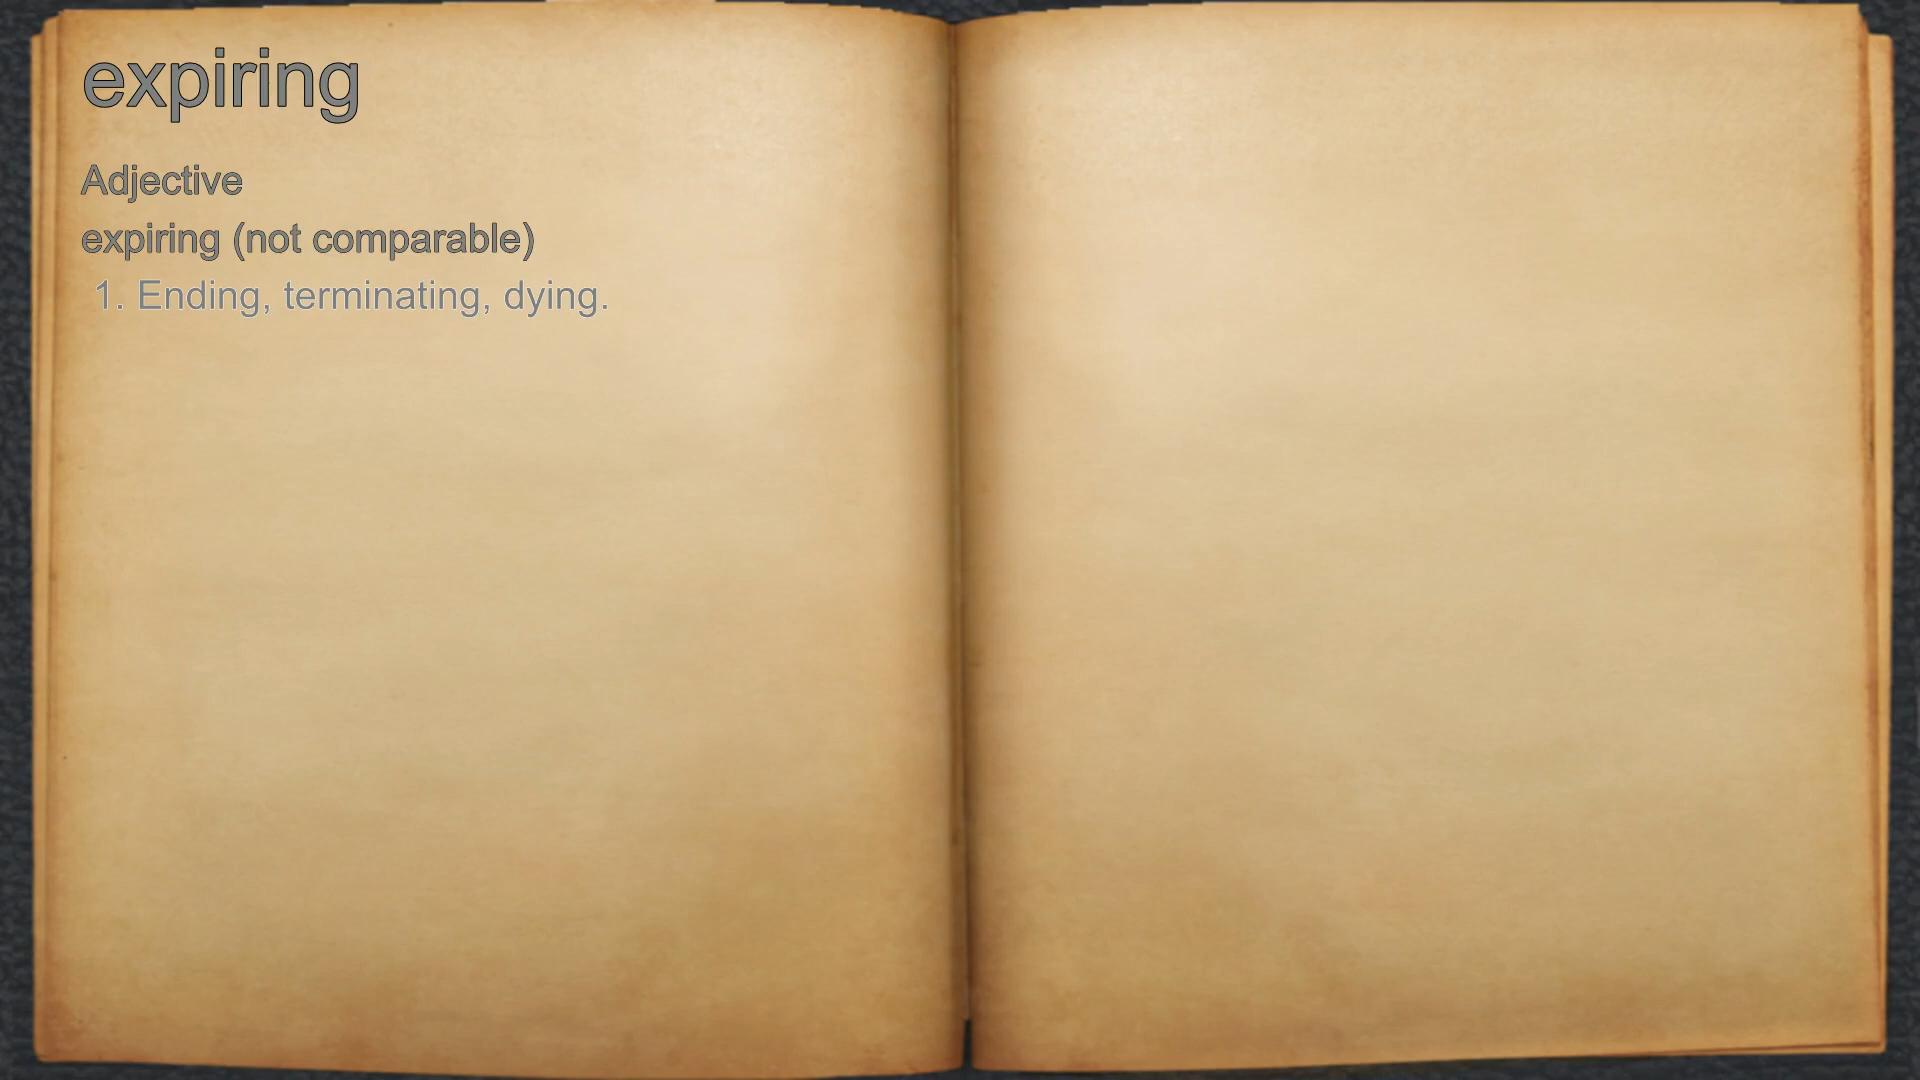 expiring
Adjective
expiring (not comparable)
1. Ending, terminating, dying.